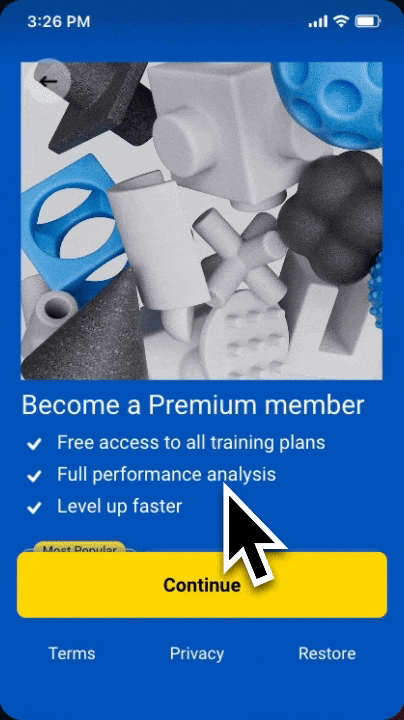 3:26 PM
Become a Premium member
Free access to all training plans
Full performance analysis
Level up faster
Most Popular
Continue
Terms
Privacy
Restore